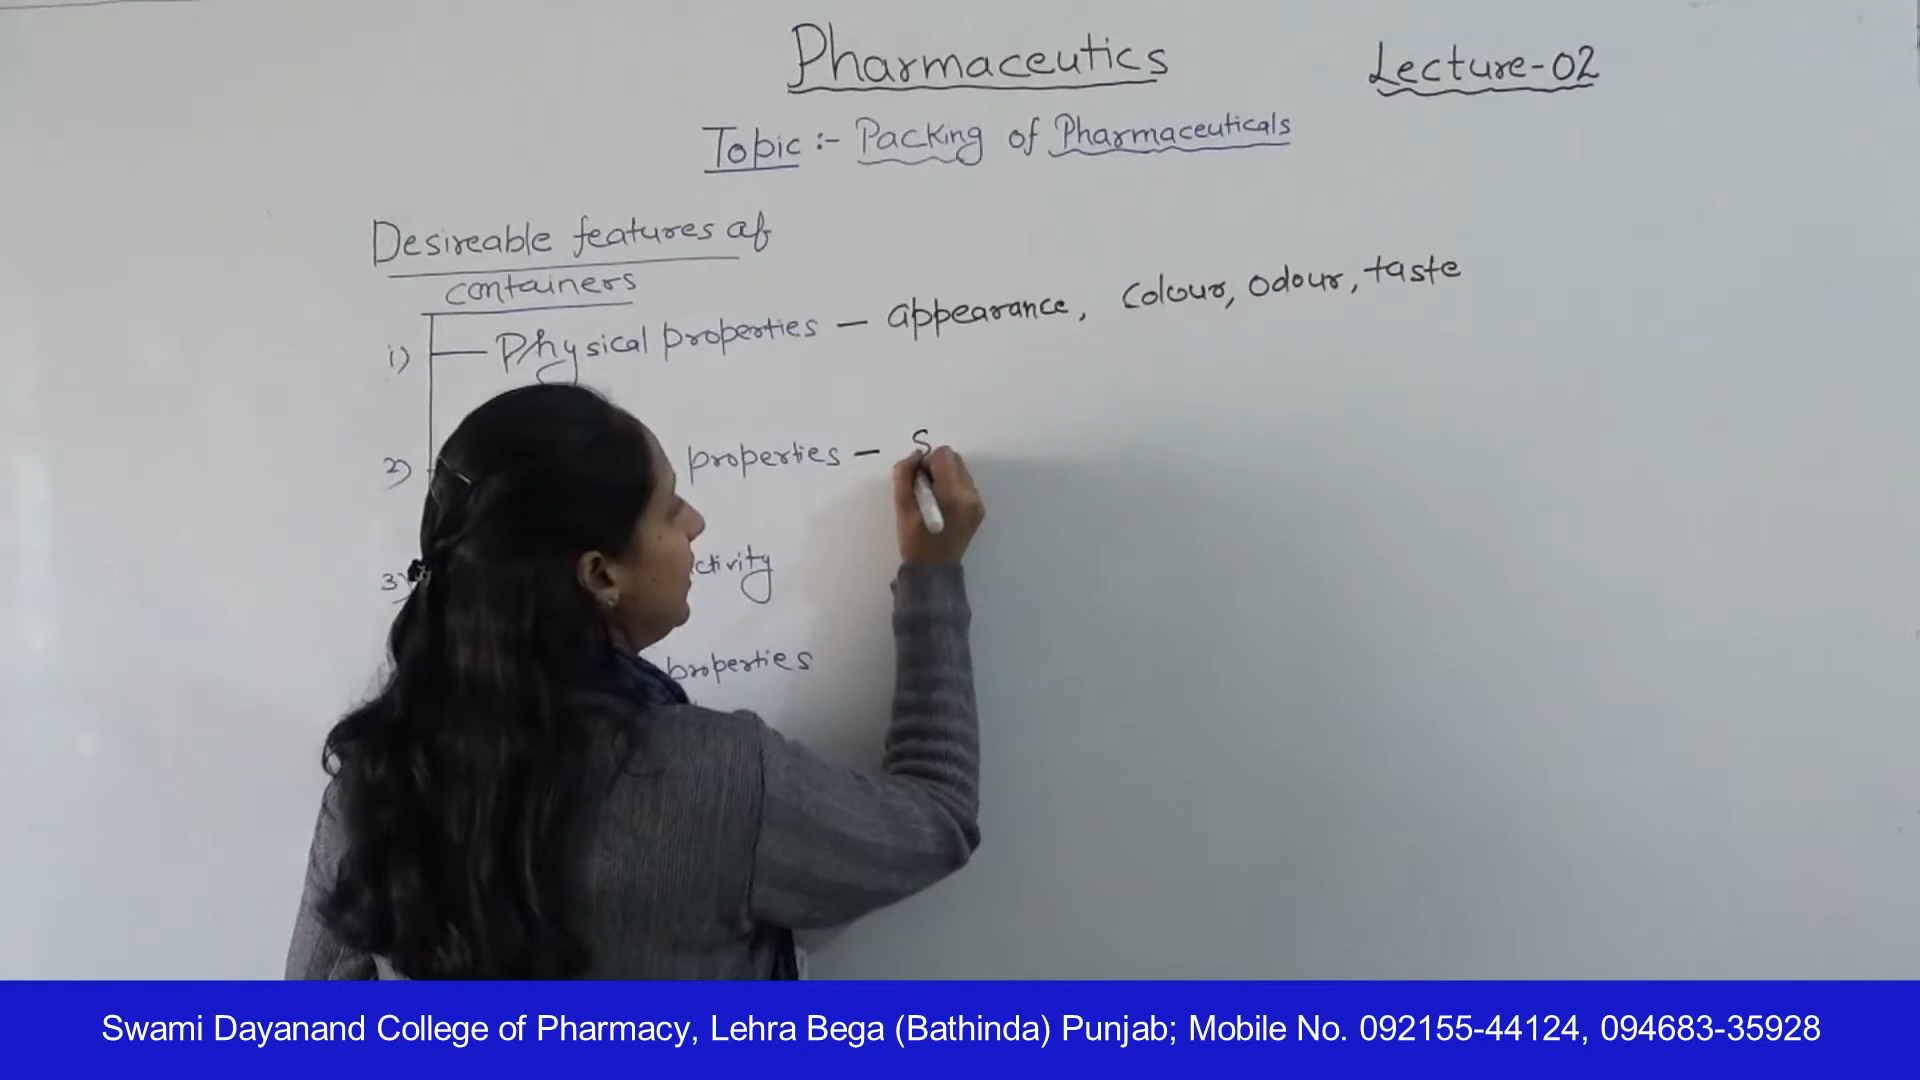 Pharmaceutics
Lecture-02
Topic :- Packing of Pharmaceuticals
Desireable features of
containers
1) Physical properties - appearance, colour, odour, taste
2) properties - S
3) ctivity
properties
Swami Dayanand College of Pharmacy, Lehra Bega (Bathinda) Punjab; Mobile No. 092155-44124, 094683-35928